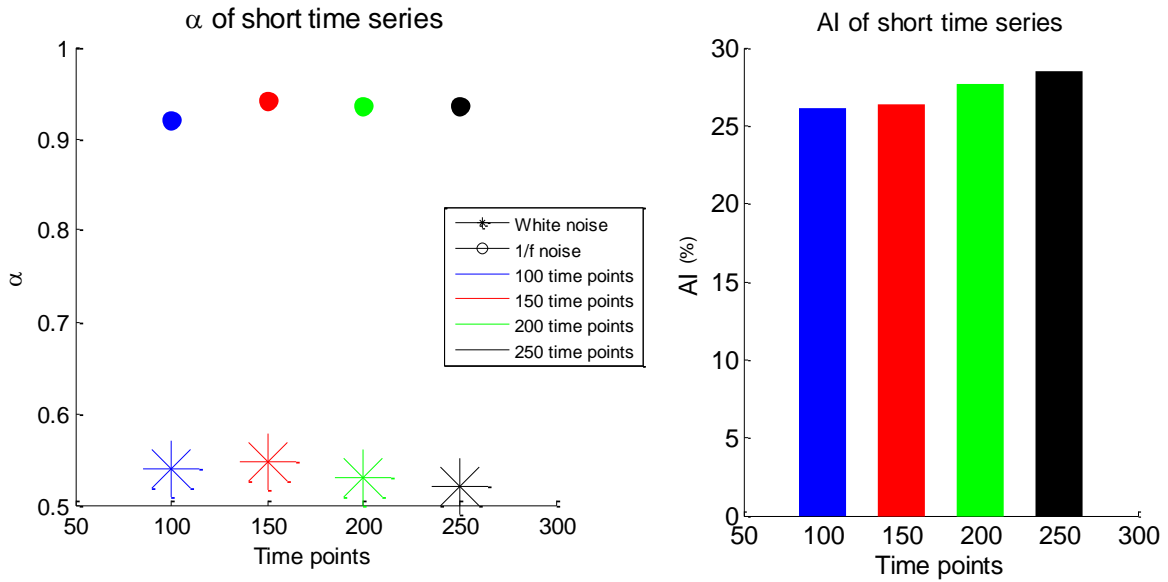 α of short time series
1
0.9
0.8
0.7
0.6
0.5
α
50 100 150 200 250 300
Time points
White noise
1/f noise
100 time points
150 time points
200 time points
250 time points
AI of short time series
30
25
20
15
10
5
0
AI (%)
50 100 150 200 250 300
Time points